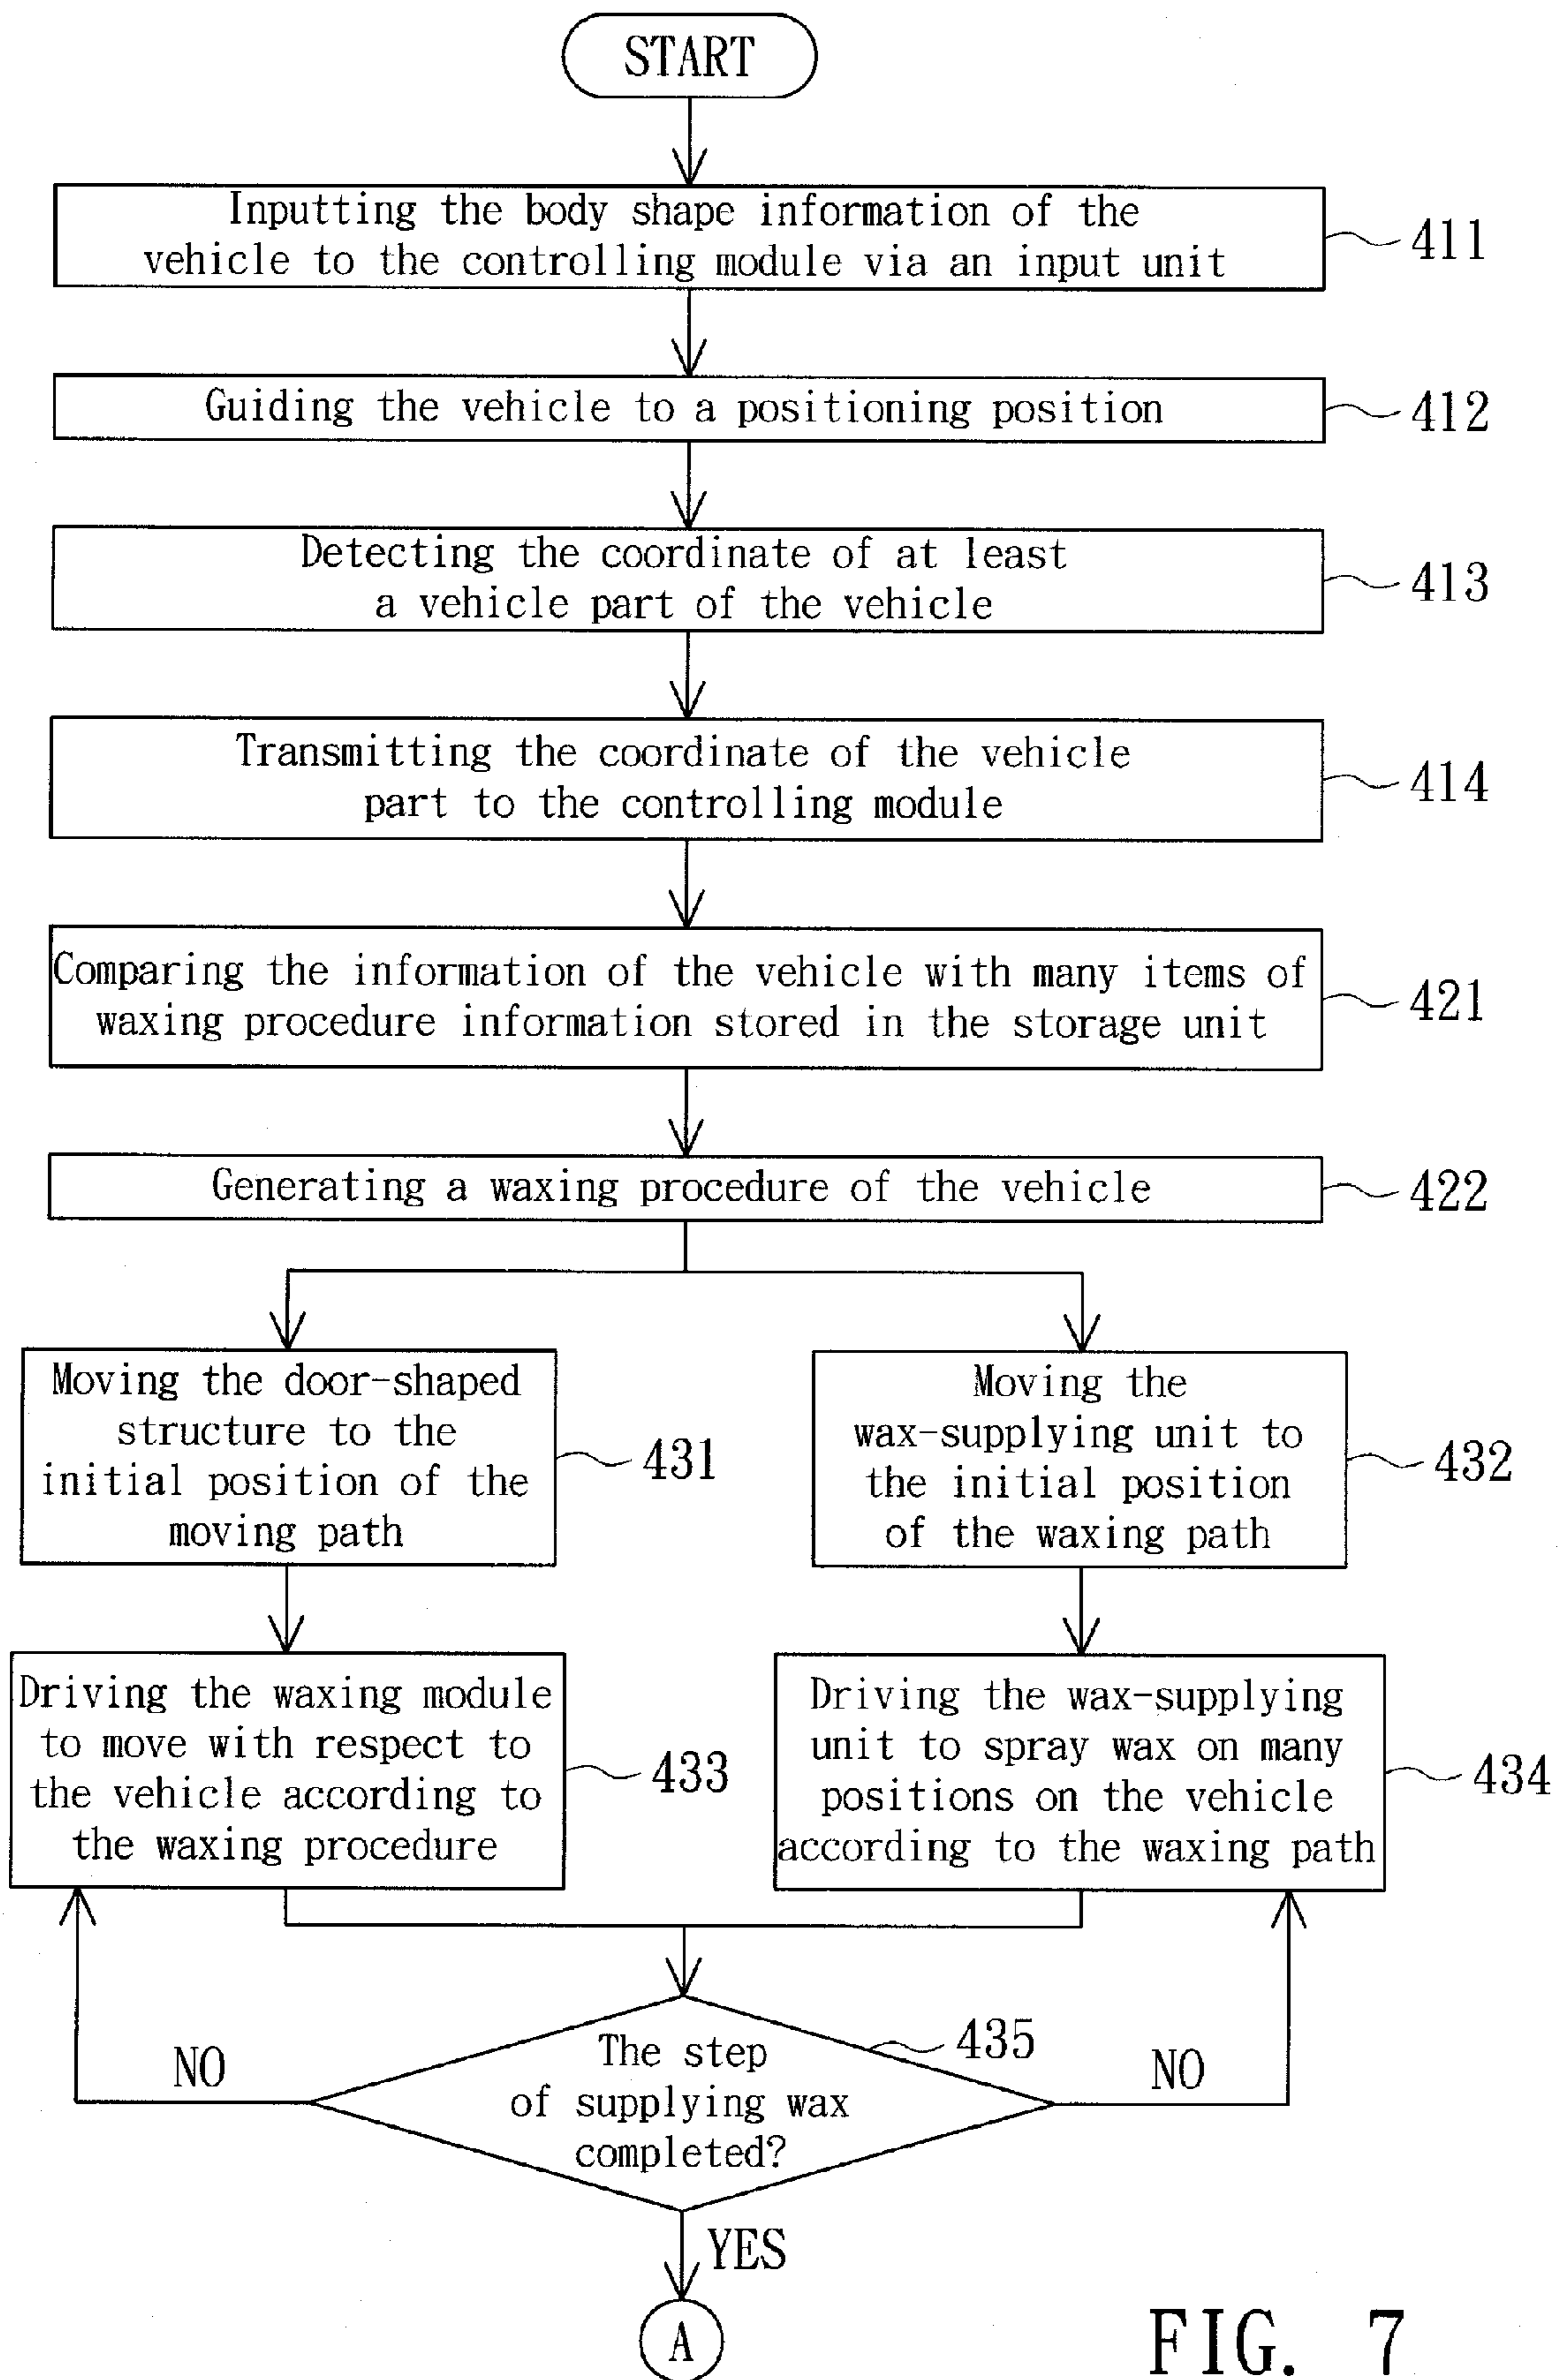 START
Inputting the body shape information of the
vehicle to the controlling module via an input unit
411
Guiding the vehicle to a positioning position
412
Detecting the coordinate of at least
a vehicle part of the vehicle
413
Transmitting the coordinate of the vehicle
part to the controlling module
414
Comparing the information of the vehicle with many items of
waxing procedure information stored in the storage unit
421
Generating a waxing procedure of the vehicle
422
Moving the door-shaped
structure to the
initial position of the
moving path
431
Moving the
wax-supplying unit to
the initial position
of the waxing path
432
Driving the waxing module
to move with respect to
the vehicle according to
the waxing procedure
433
Driving the wax-supplying
unit to spray wax on many
positions on the vehicle
according to the waxing path
434
The step
of supplying wax
completed?
435
NO
NO
YES
A
FIG. 7